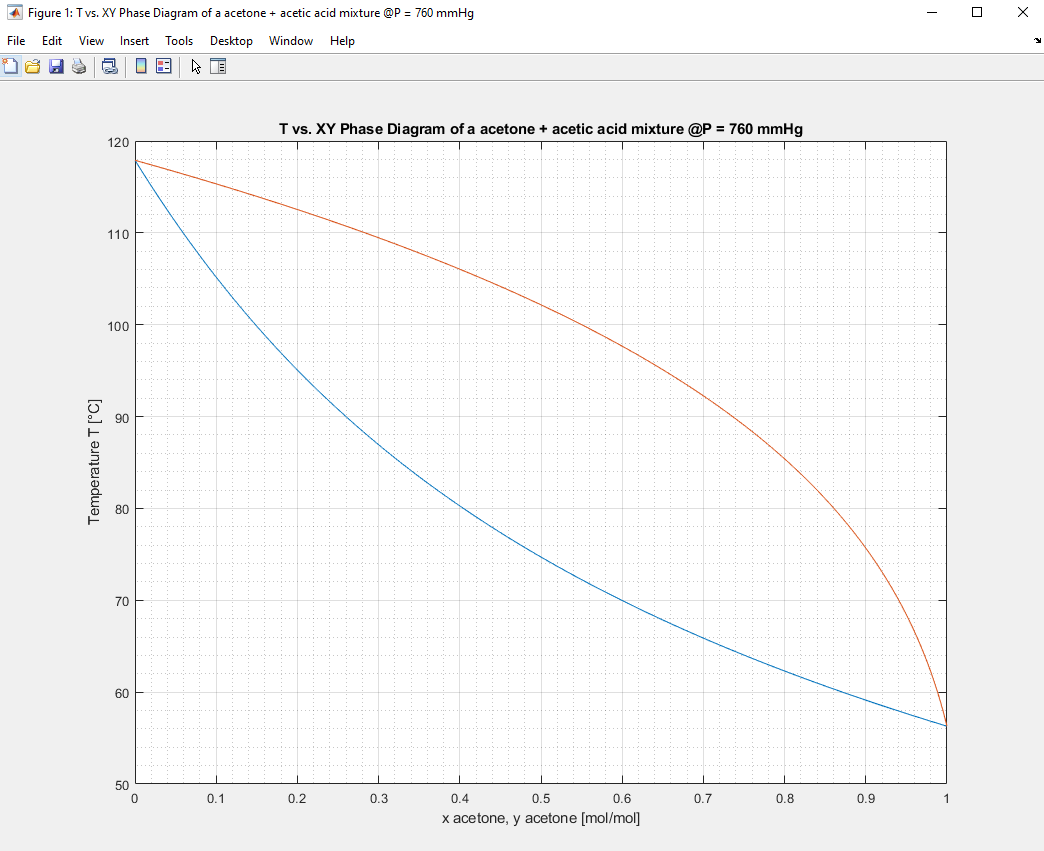 Figure 1: T vs. XY Phase Diagram of a acetone + acetic acid mixture @P = 760 mmHg
File Edit View Insert Tools Desktop Window Help
T vs. XY Phase Diagram of a acetone + acetic acid mixture @P = 760 mmHg
120
110
100
90
80
70
60
50
Temperature T [°C]
0 0.1 0.2 0.3 0.4 0.5 0.6 0.7 0.8 0.9 1
x acetone, y acetone [mol/mol]